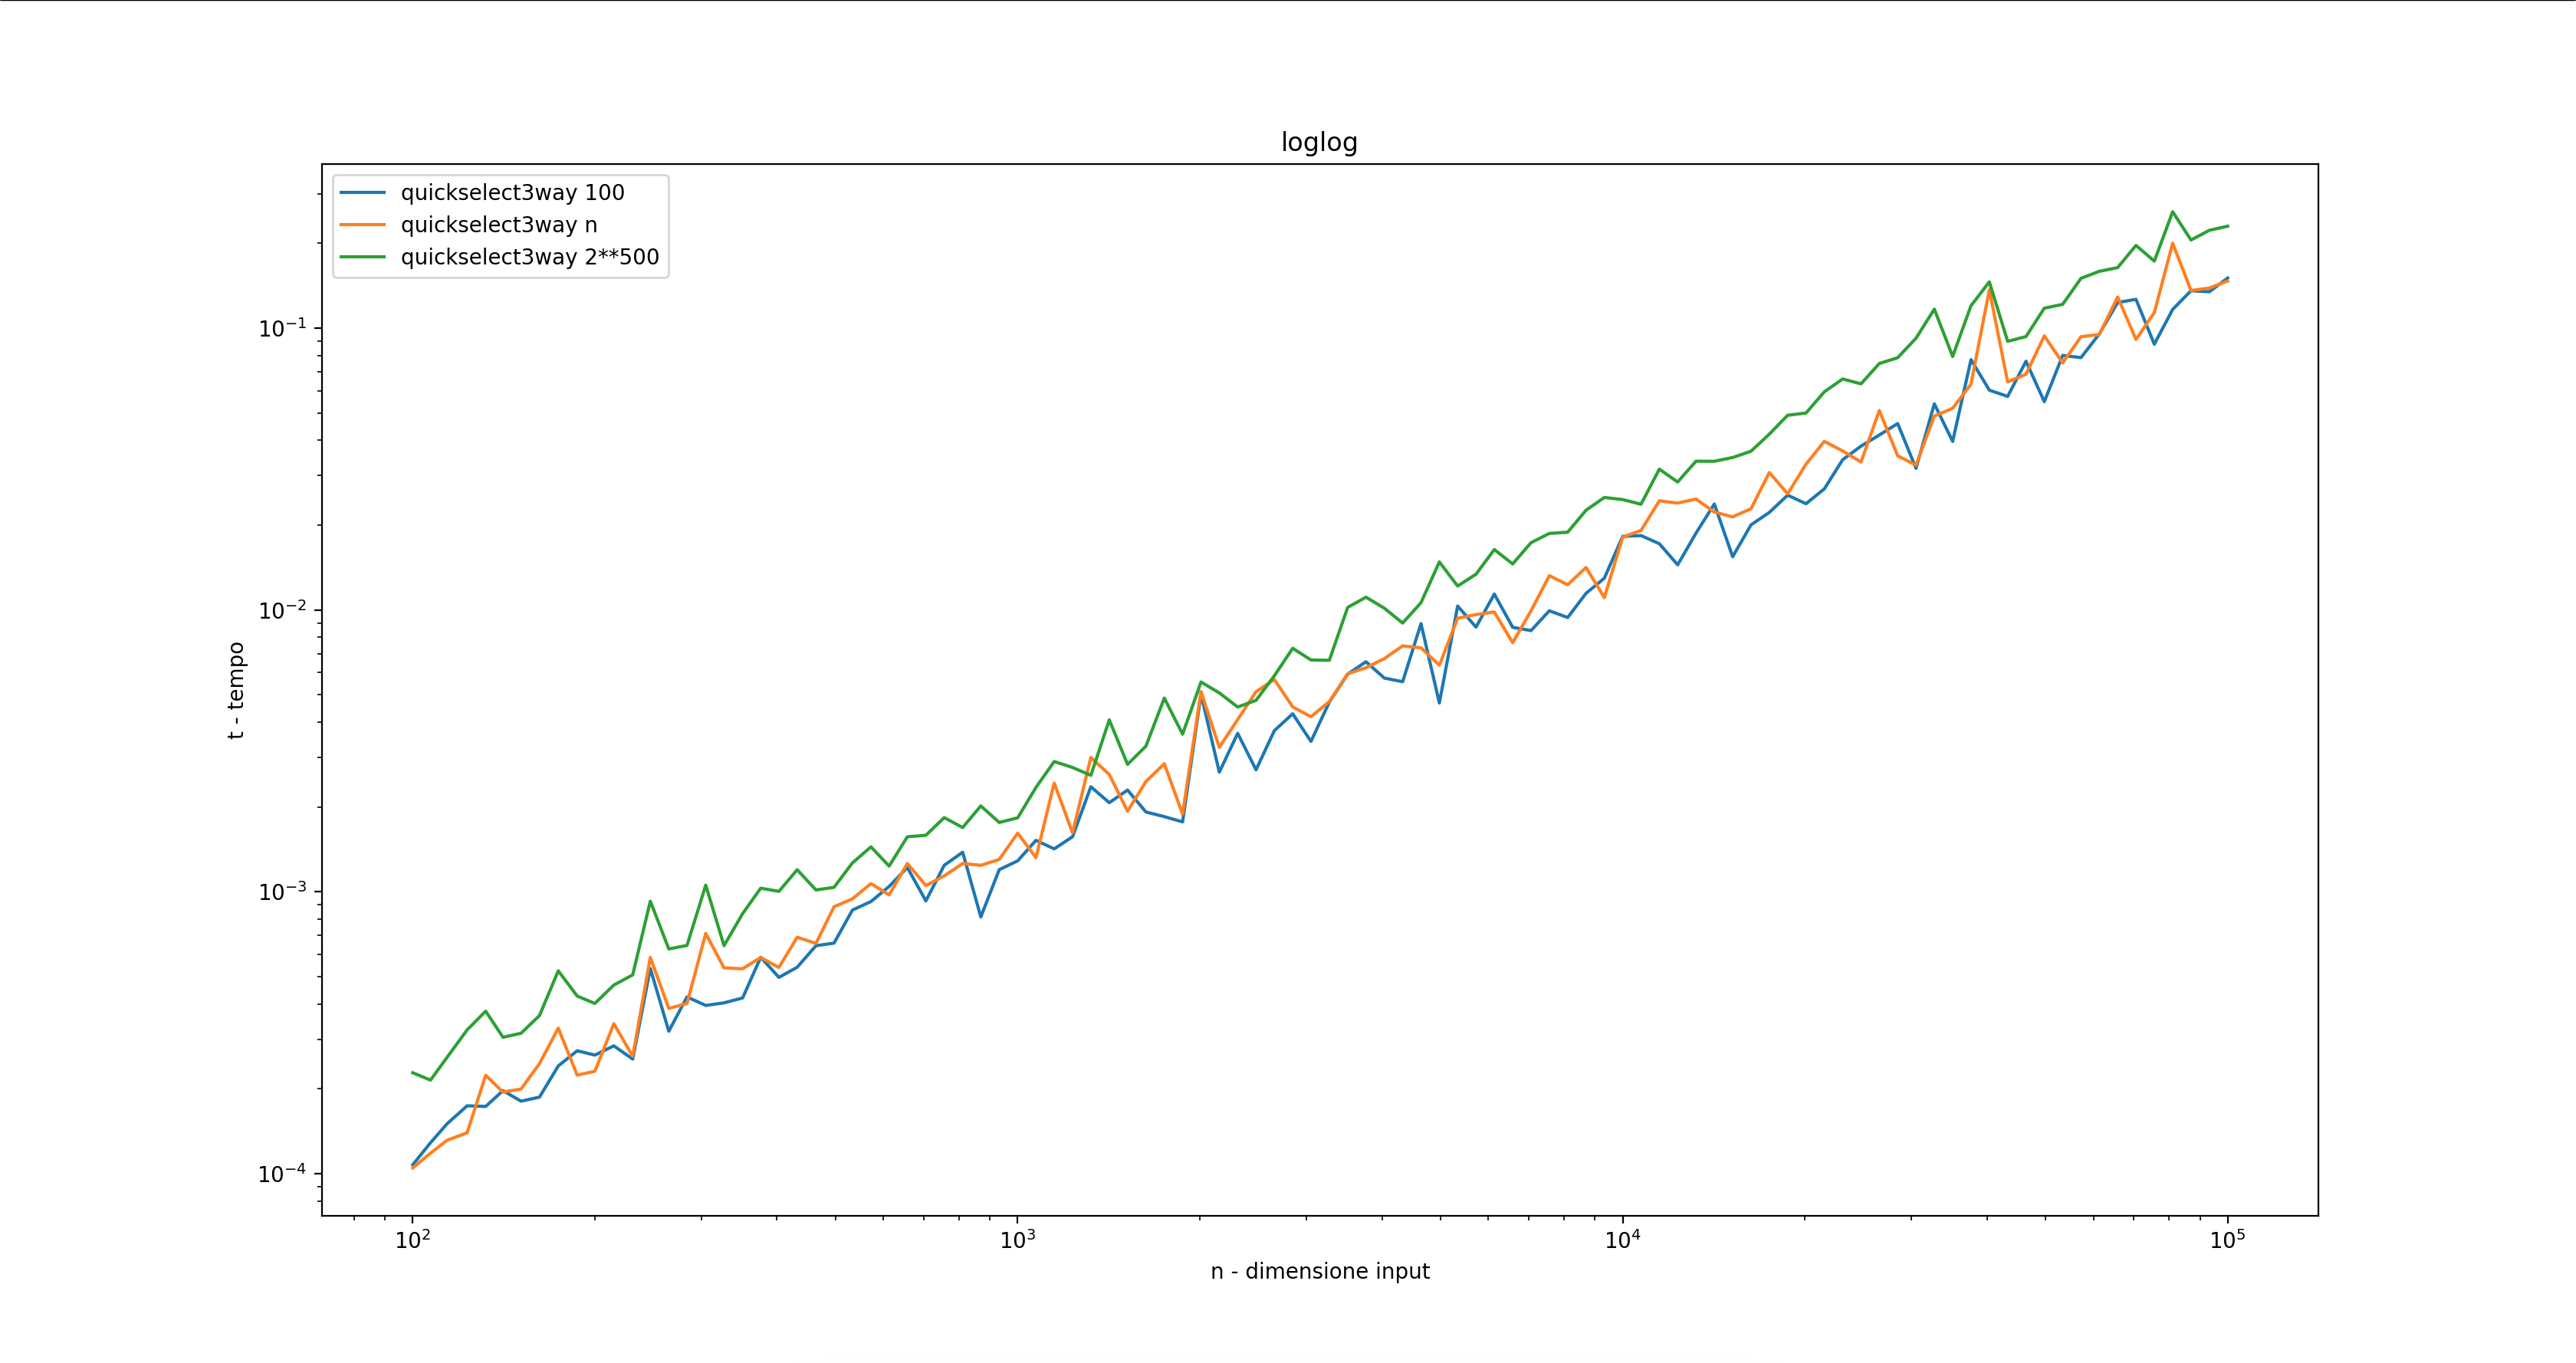 loglog
quickselect3way 100
quickselect3way n
quickselect3way 2**500
10⁻¹
10⁻²
10⁻³
10⁻⁴
t - tempo
10² 10³ 10⁴ 10⁵
n - dimensione input